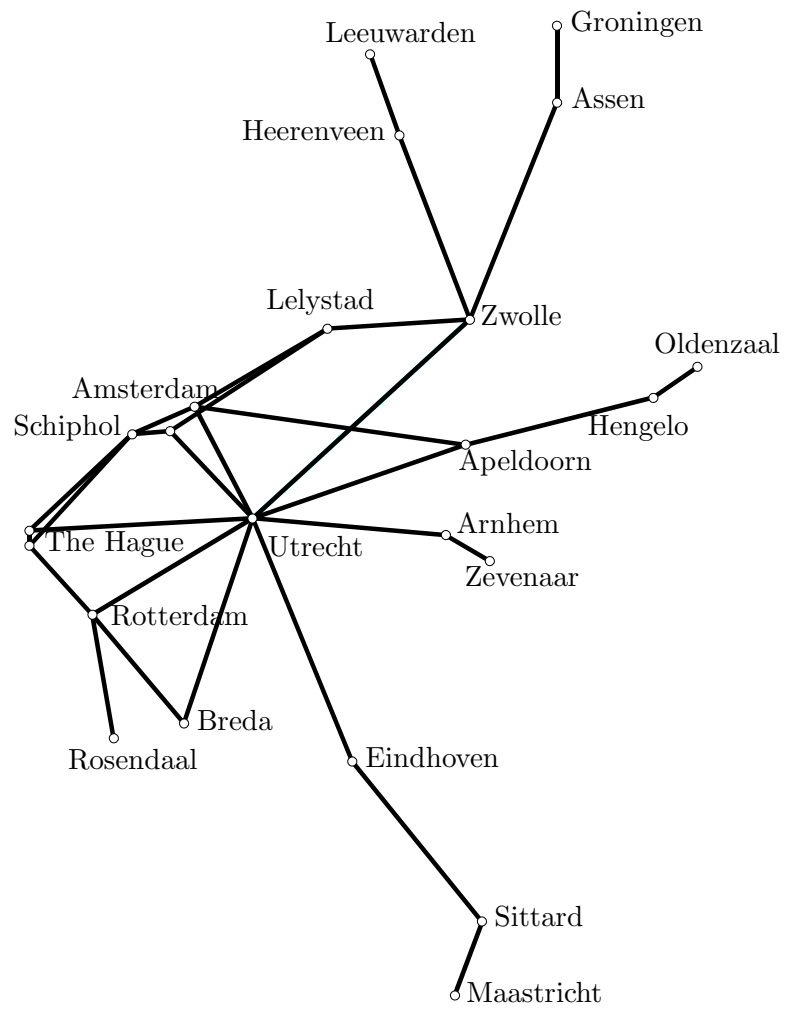 Groningen
Leeuwarden
Assen
Heerenveen
Lelystad
Zwolle
Oldenzaal
Amsterdam
Schiphol
Hengelo
Apeldoorn
Arnhem
The Hague
Utrecht
Zevenaar
Rotterdam
Breda
Rosendaal
Eindhoven
Sittard
Maastricht